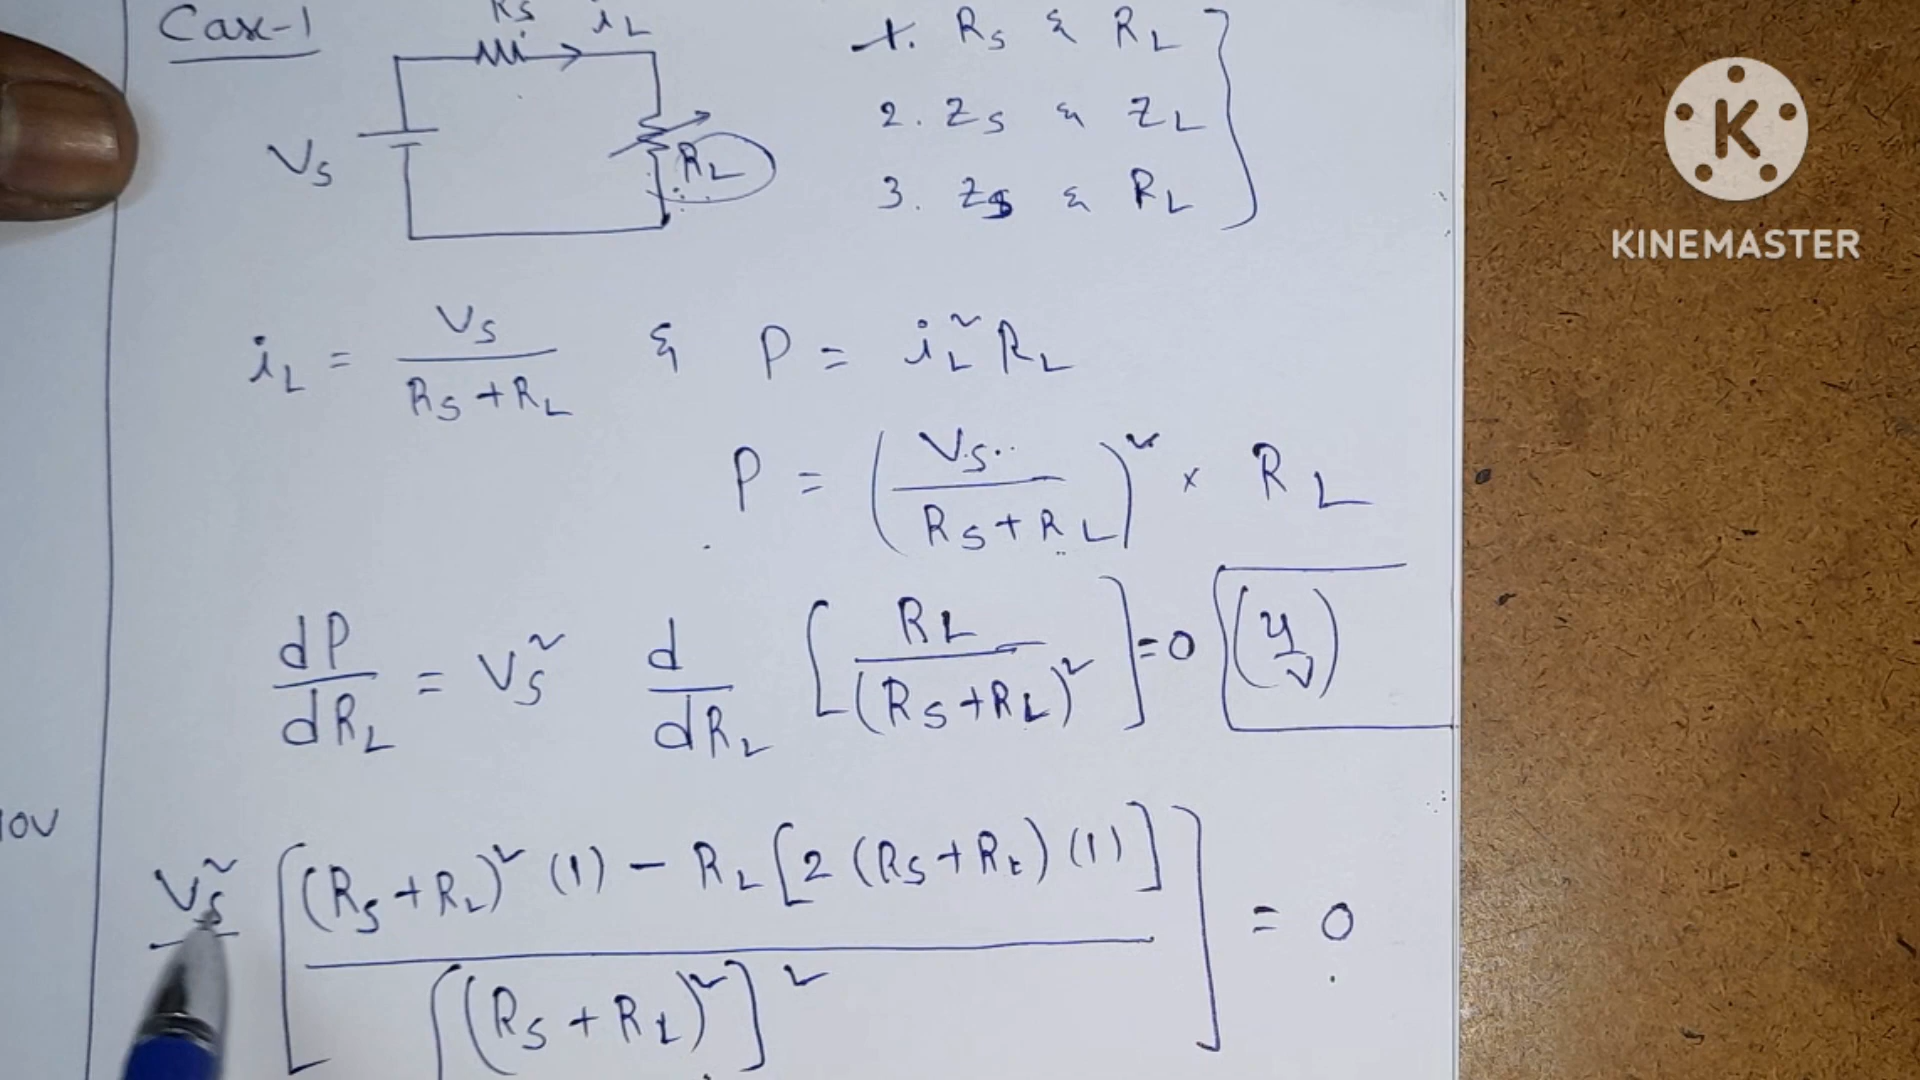 Case-1
Rs iL
Vs
RL
1. Rs & RL
2. Zs & ZL
3. Zs & RL
KINEMASTER
iL = Vs / (Rs + RL) & P = iL² RL
P = (Vs / (Rs + RL))² × RL
dP/dRL = Vs² d/dRL [RL / (Rs + RL)²] = 0 (u/v)
10V
Vs² [(Rs + RL)² (1) − RL [2 (Rs + RL) (1)] / [(Rs + RL)²]²] = 0